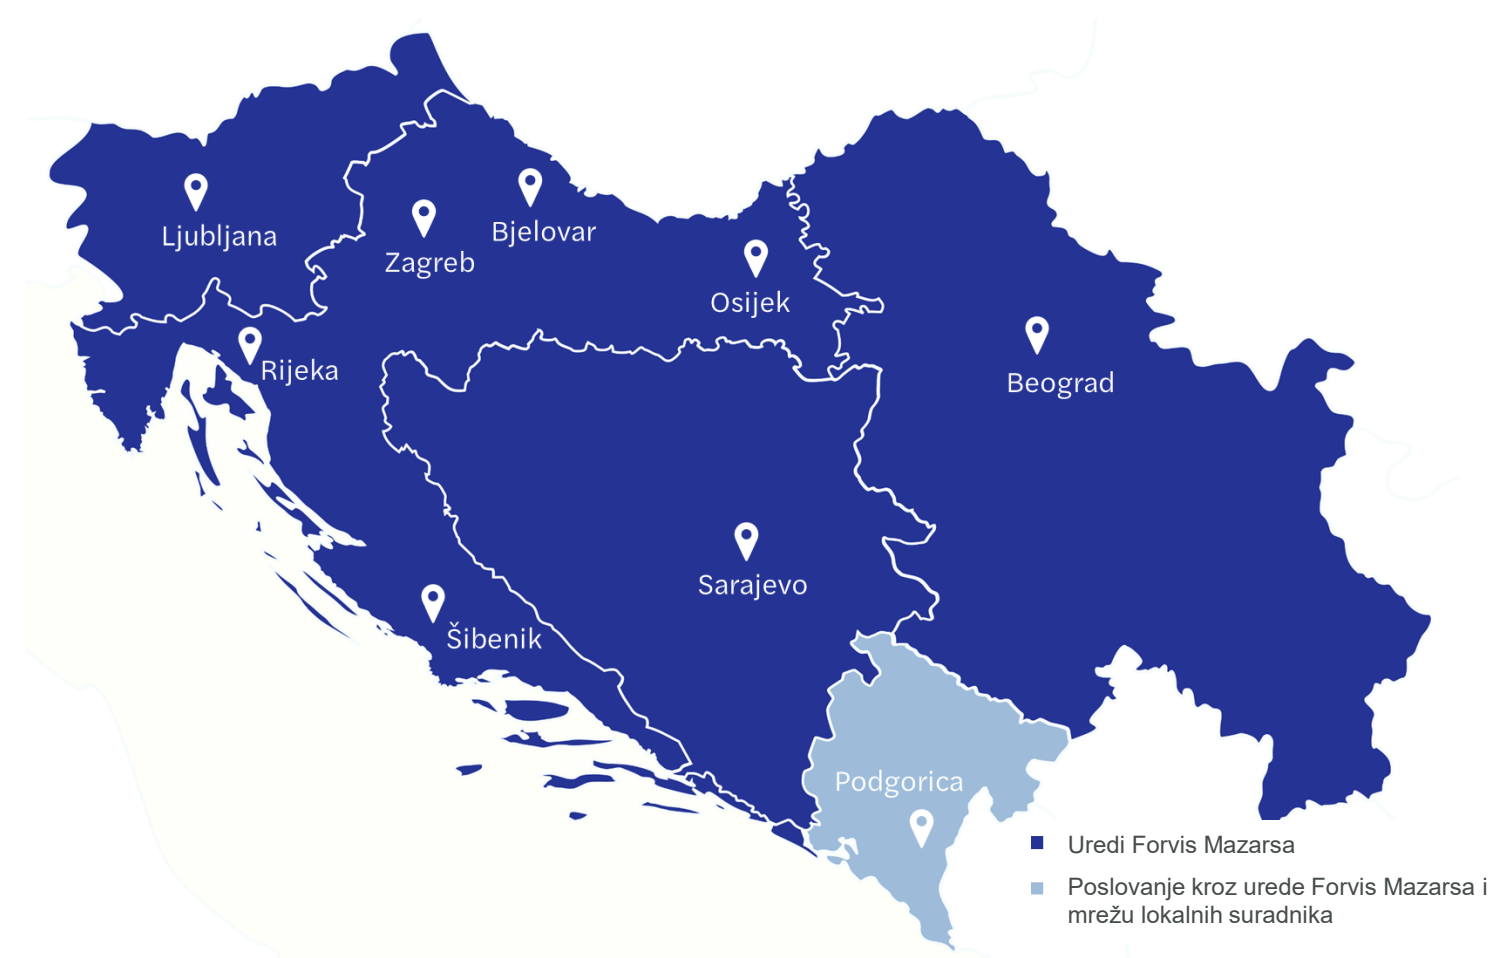 Ljubljana
Bjelovar
Zagreb
Osijek
Rijeka
Beograd
Sarajevo
Šibenik
Podgorica
Uredi Forvis Mazarsa
Poslovanje kroz urede Forvis Mazarsa i
mrežu lokalnih suradnika